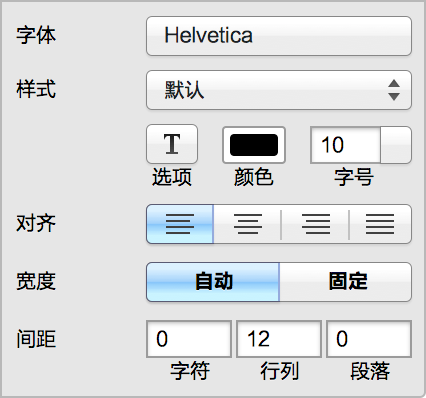 字体 Helvetica
样式 默认
T 10
选项 颜色 字号
对齐
宽度 自动 固定
间距 0 12 0
字符 行列 段落